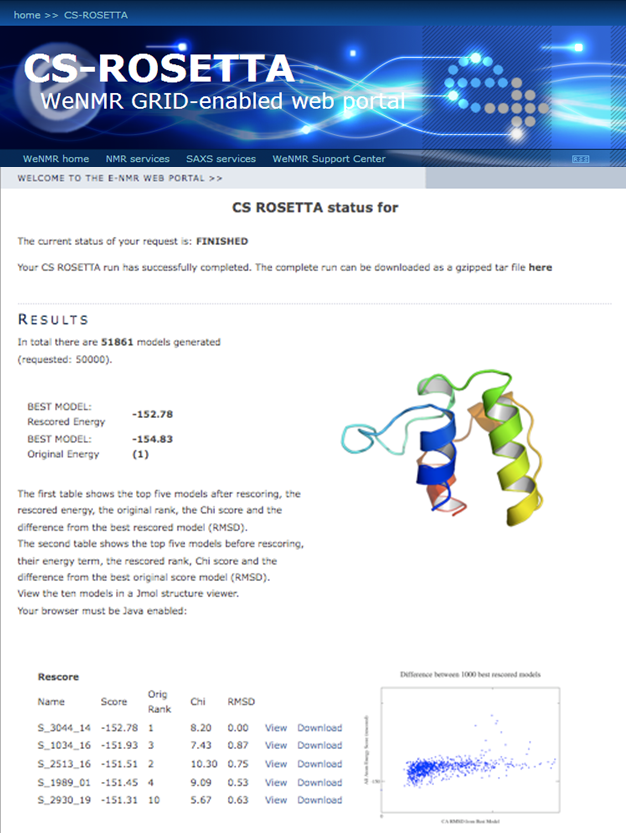 home >> CS-ROSETTA
CS-ROSETTA
WeNMR GRID-enabled web portal
WeNMR home NMR services SAXS services WeNMR Support Center
WELCOME TO THE E-NMR WEB PORTAL >>
CS ROSETTA status for
The current status of your request is: FINISHED
Your CS ROSETTA run has successfully completed. The complete run can be downloaded as a gzipped tar file here
RESULTS
In total there are 51861 models generated
(requested: 50000).
BEST MODEL:
Rescored Energy -152.78
BEST MODEL: -154.83
Original Energy (1)
The first table shows the top five models after rescoring, the
rescored energy, the original rank, the Chi score and the
difference from the best rescored model (RMSD).
The second table shows the top five models before rescoring,
their energy term, the rescored rank, Chi score and the
difference from the best original score model (RMSD).
View the ten models in a Jmol structure viewer.
Your browser must be Java enabled:
Rescore
Name Score Orig Rank Chi RMSD
S_3044_14 -152.78 1 8.20 0.00 View Download
S_1034_16 -151.93 3 7.43 0.87 View Download
S_2513_16 -151.51 2 10.30 0.75 View Download
S_1989_01 -151.45 4 9.09 0.53 View Download
S_2930_19 -151.31 10 5.67 0.63 View Download
Difference between 1000 best rescored models
CA RMSD from Best Model